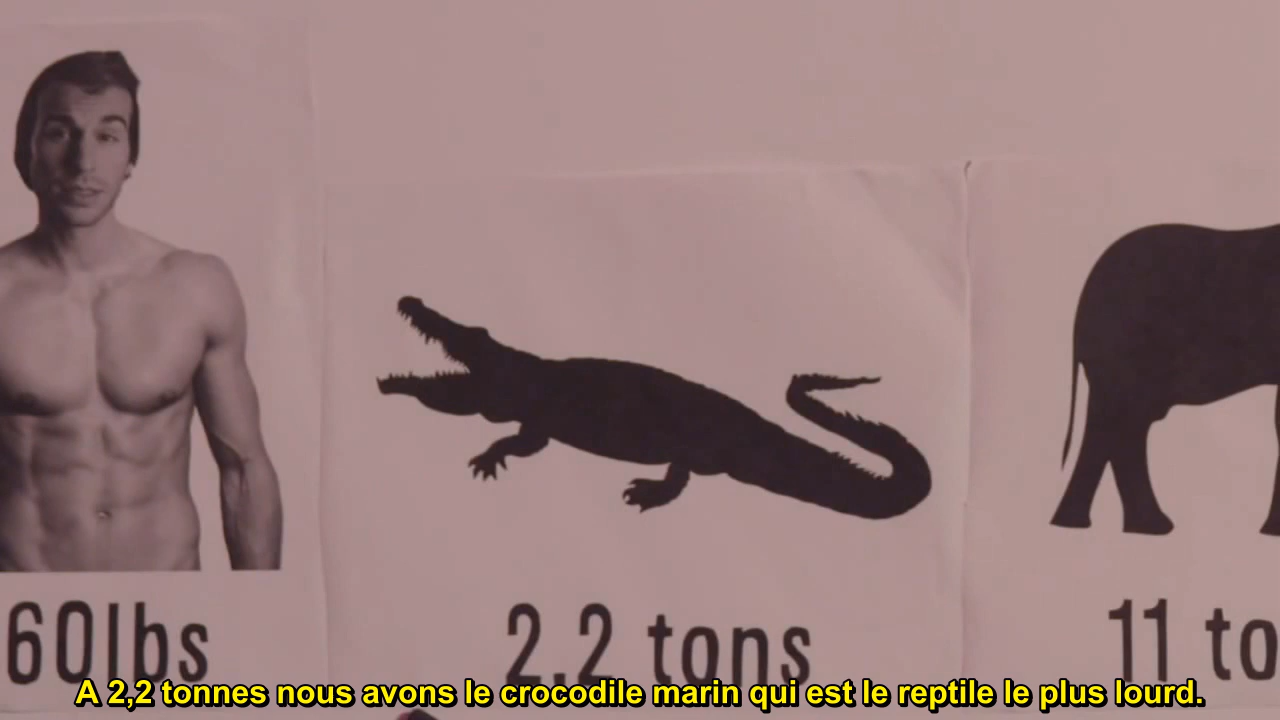 60lbs
2.2 tons
11 to
A 2,2 tonnes nous avons le crocodile marin qui est le reptile le plus lourd.